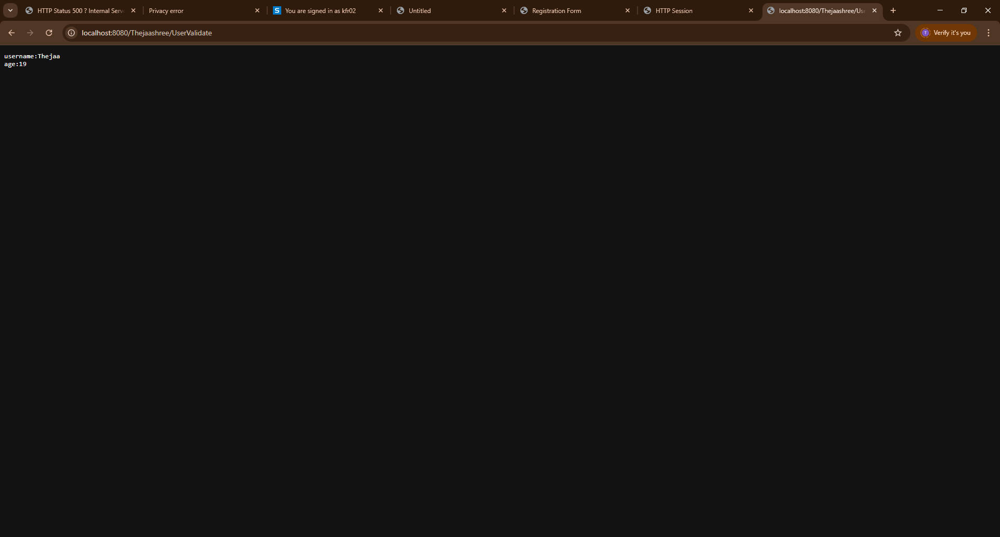 HTTP Status 500 ? Internal Serv
Privacy error
S You are signed in as kfr02
Untitled
Registration Form
HTTP Session
localhost:8080/Thejaashree/Use
localhost:8080/Thejaashree/UserValidate
T Verify it's you
username:Thejaa
age:19